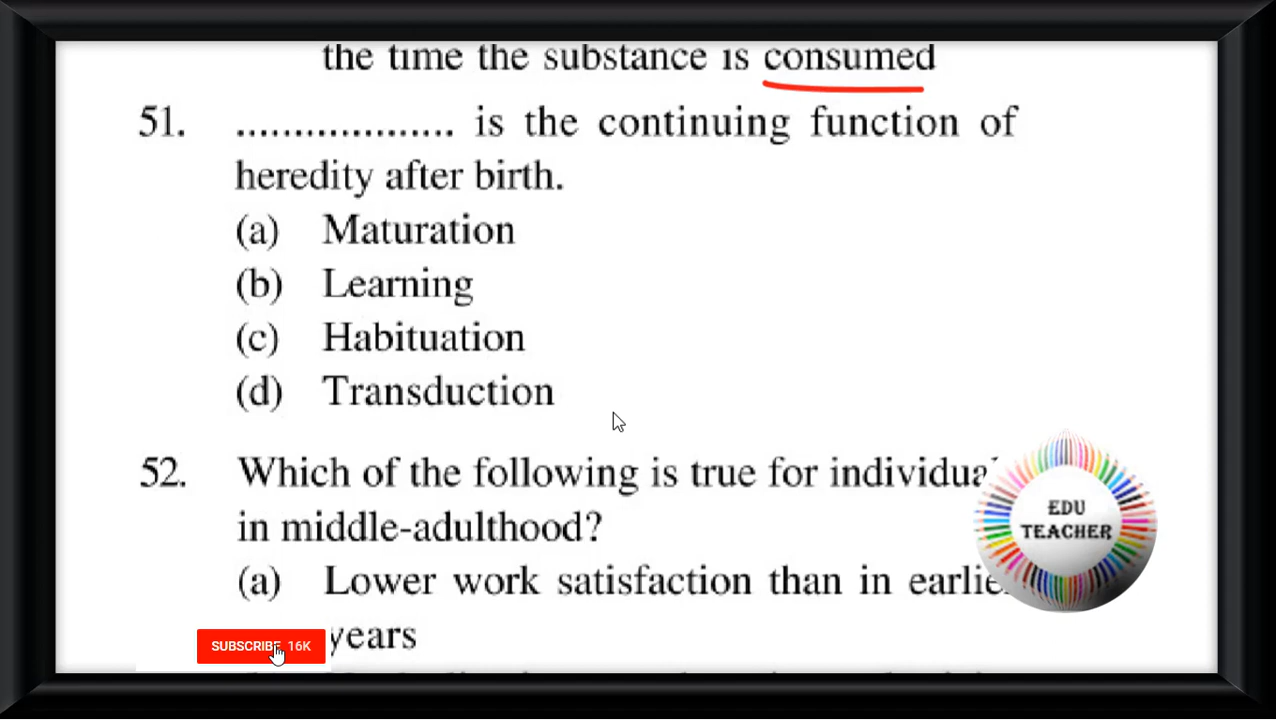 the time the substance is consumed
51. ................... is the continuing function of
heredity after birth.
(a) Maturation
(b) Learning
(c) Habituation
(d) Transduction
52. Which of the following is true for
in middle-adulthood?
EDU
TEACHER
(a) Lower work satisfaction than in
SUBSCRIBE 16K
years